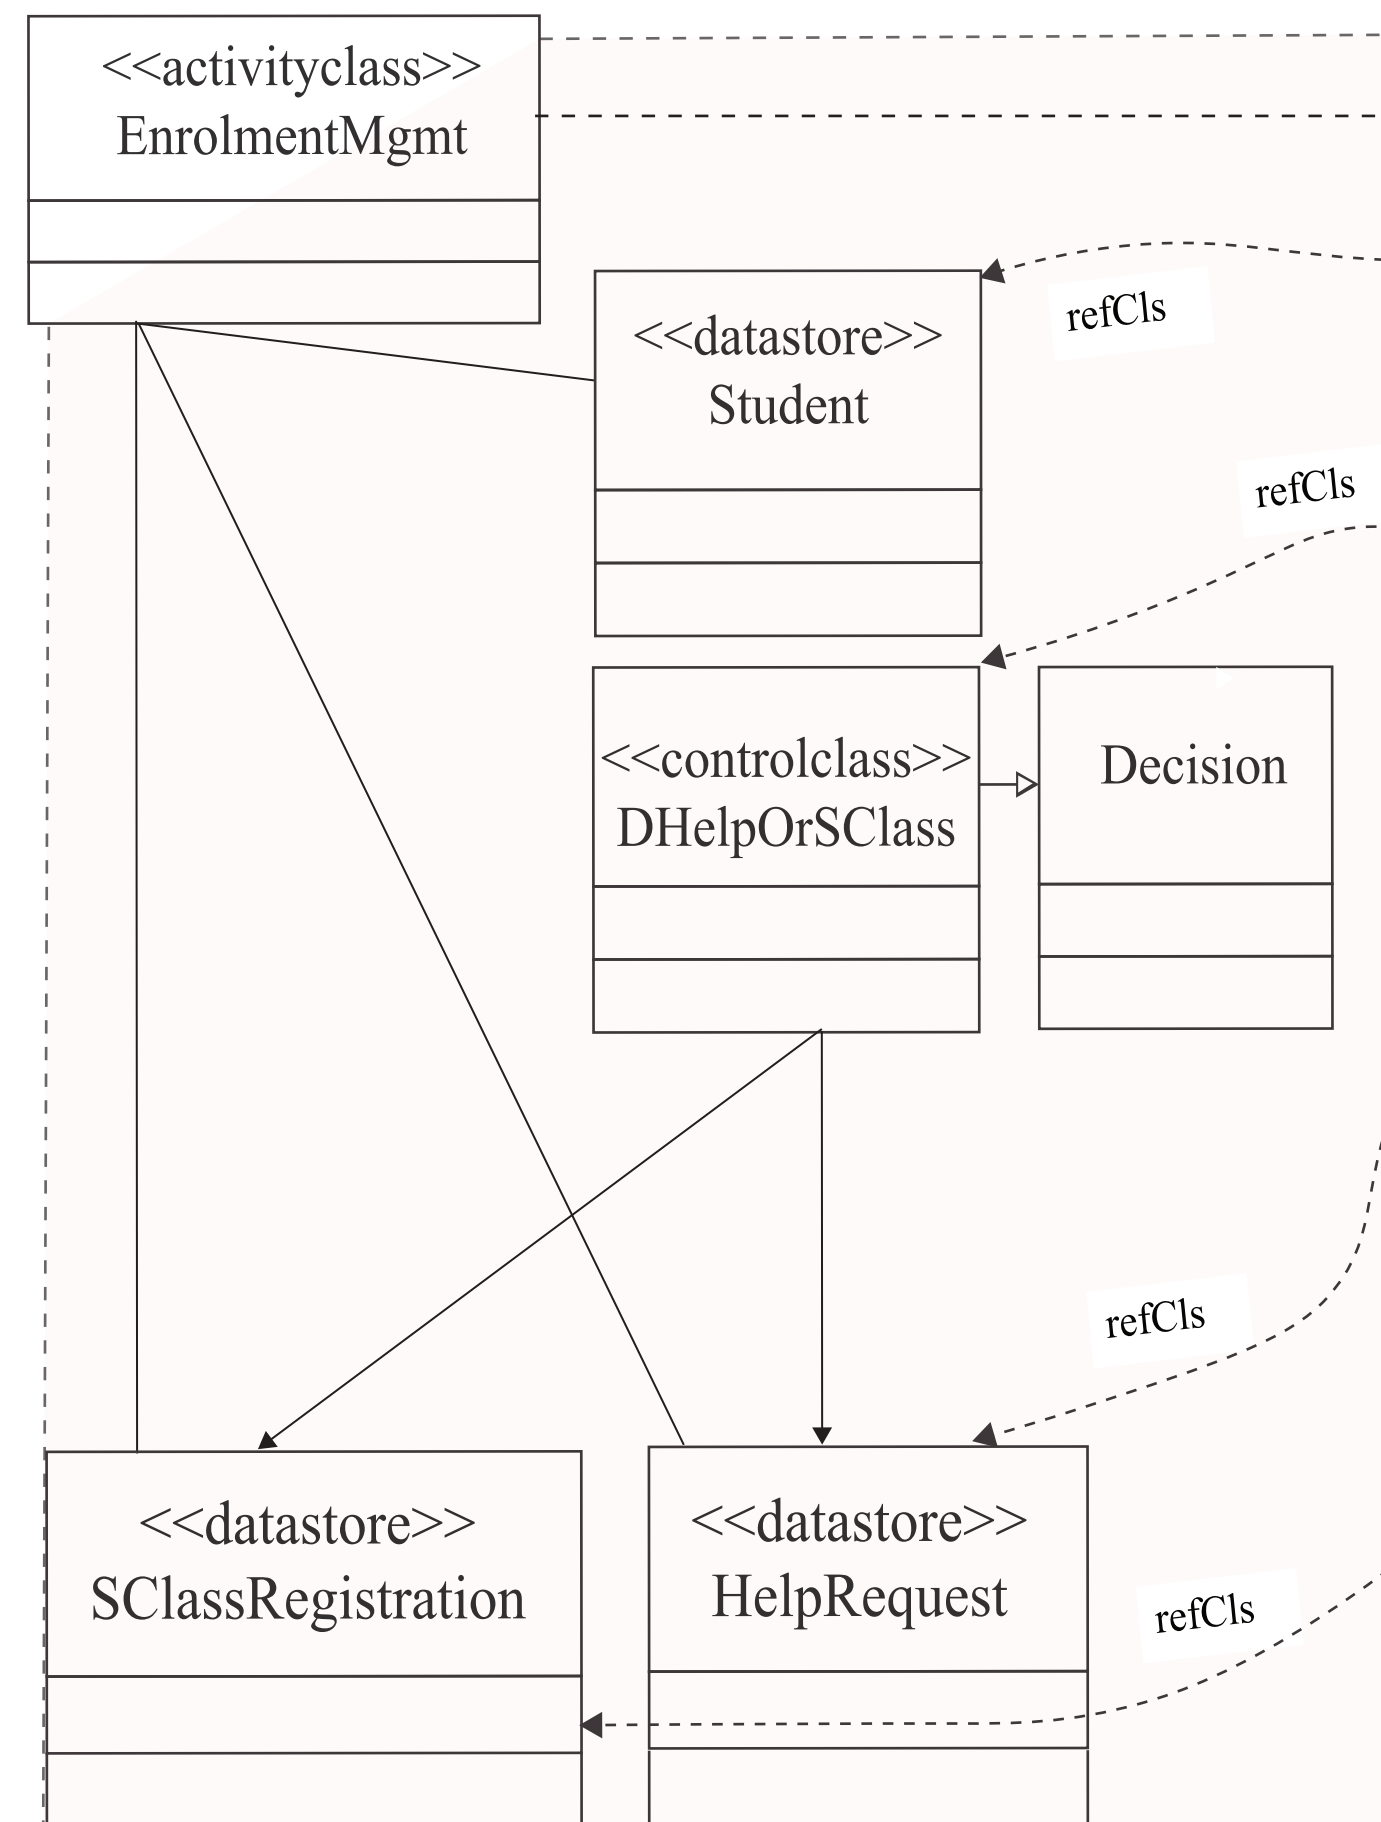 <<activityclass>>
EnrolmentMgmt
<<datastore>>
Student
refCls
refCls
<<controlclass>>
DHelpOrSClass
Decision
refCls
<<datastore>>
SClassRegistration
<<datastore>>
HelpRequest
refCls